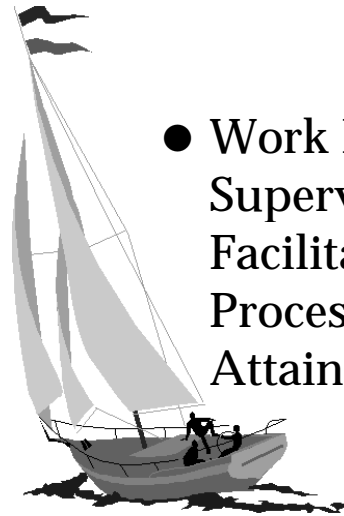 ● Work
Superv
Facilita
Proces
Attain